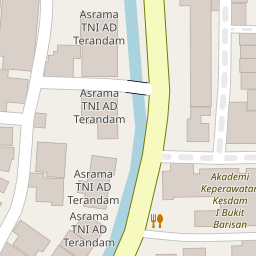 Asrama
TNI AD
Terandam
Asrama
TNI AD
Terandam
Asrama
TNI AD
Terandam
Asrama
TNI AD
Terandam
Akademi
Keperawatan
Kesdam
I Bukit
Barisan